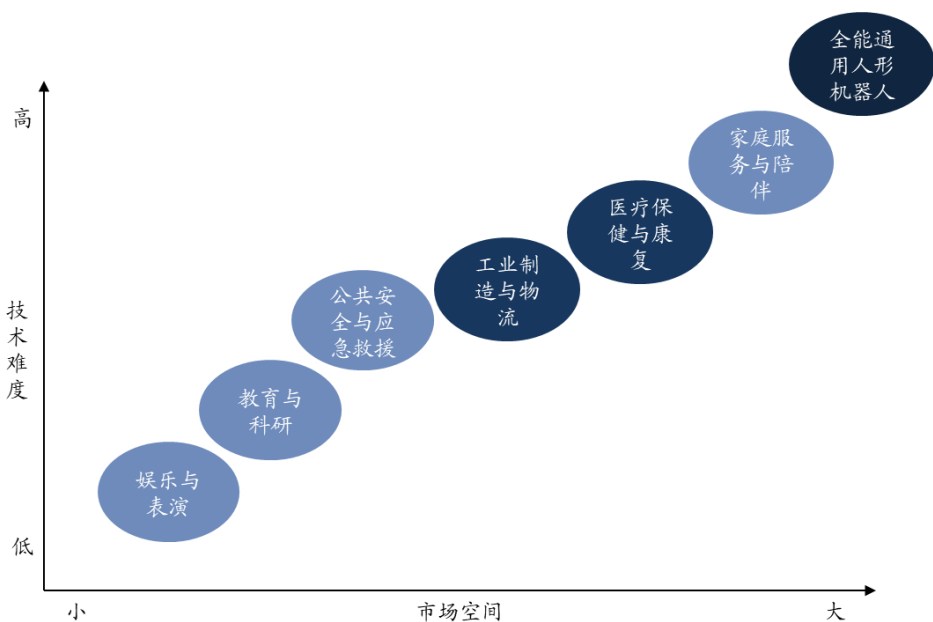 全能通
用人形
机器人
高
家庭服
务与陪
伴
医疗保
健与康
复
工业制
造与物
流
公共安
全与应
急救援
技
术
难
度
教育与
科研
娱乐与
表演
低
小
市场空间
大